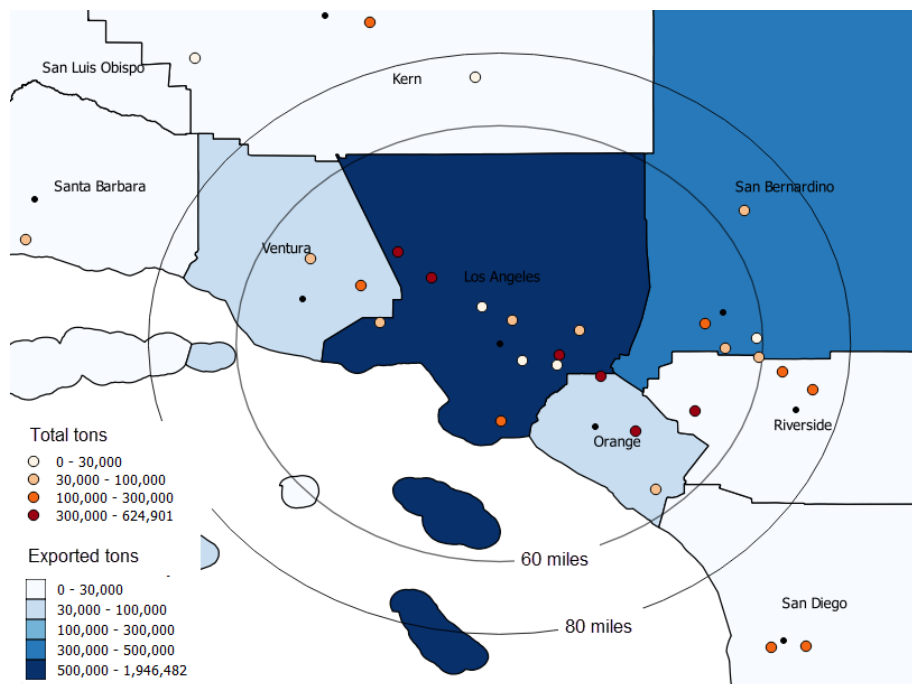 San Luis Obispo
Kern
Santa Barbara
San Bernardino
Ventura
Los Angeles
Orange
Riverside
Total tons
0 - 30,000
30,000 - 100,000
100,000 - 300,000
300,000 - 624,901
60 miles
Exported tons
0 - 30,000
30,000 - 100,000
100,000 - 300,000
300,000 - 500,000
500,000 - 1,946,482
San Diego
80 miles